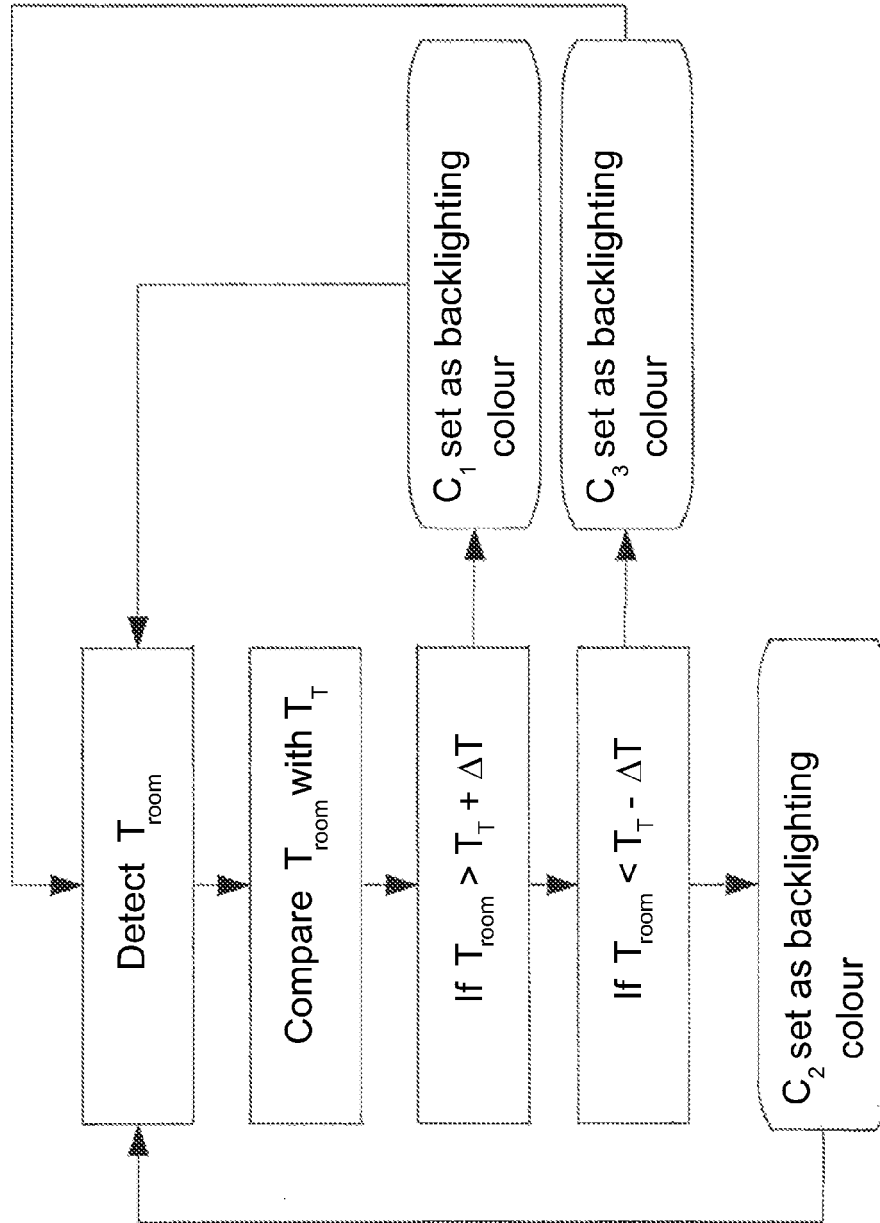 Detect T_room
Compare T_room with T_T
If T_room > T_T + ΔT
C_1 set as backlighting
colour
If T_room < T_T - ΔT
C_3 set as backlighting
colour
C_2 set as backlighting
colour